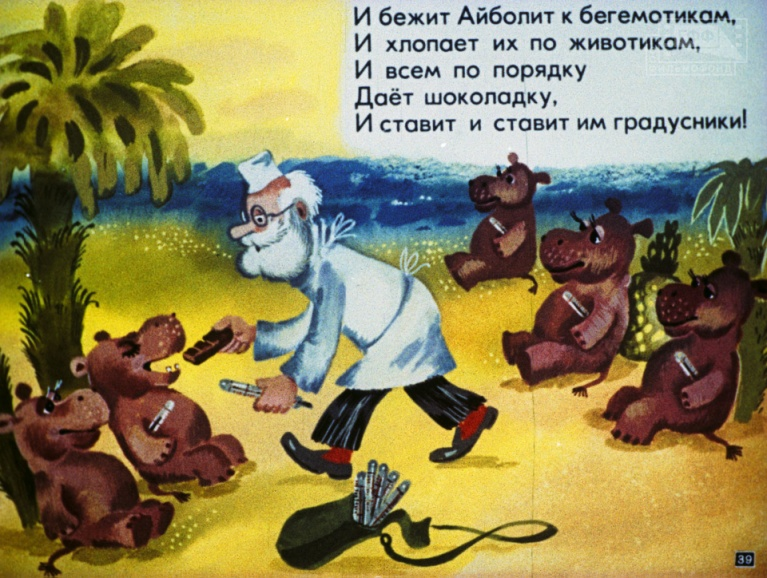 И бежит Айболит к бегемотикам,
И хлопает их по животикам,
И всем по порядку
Даёт шоколадку,
И ставит и ставит им градусники!
39